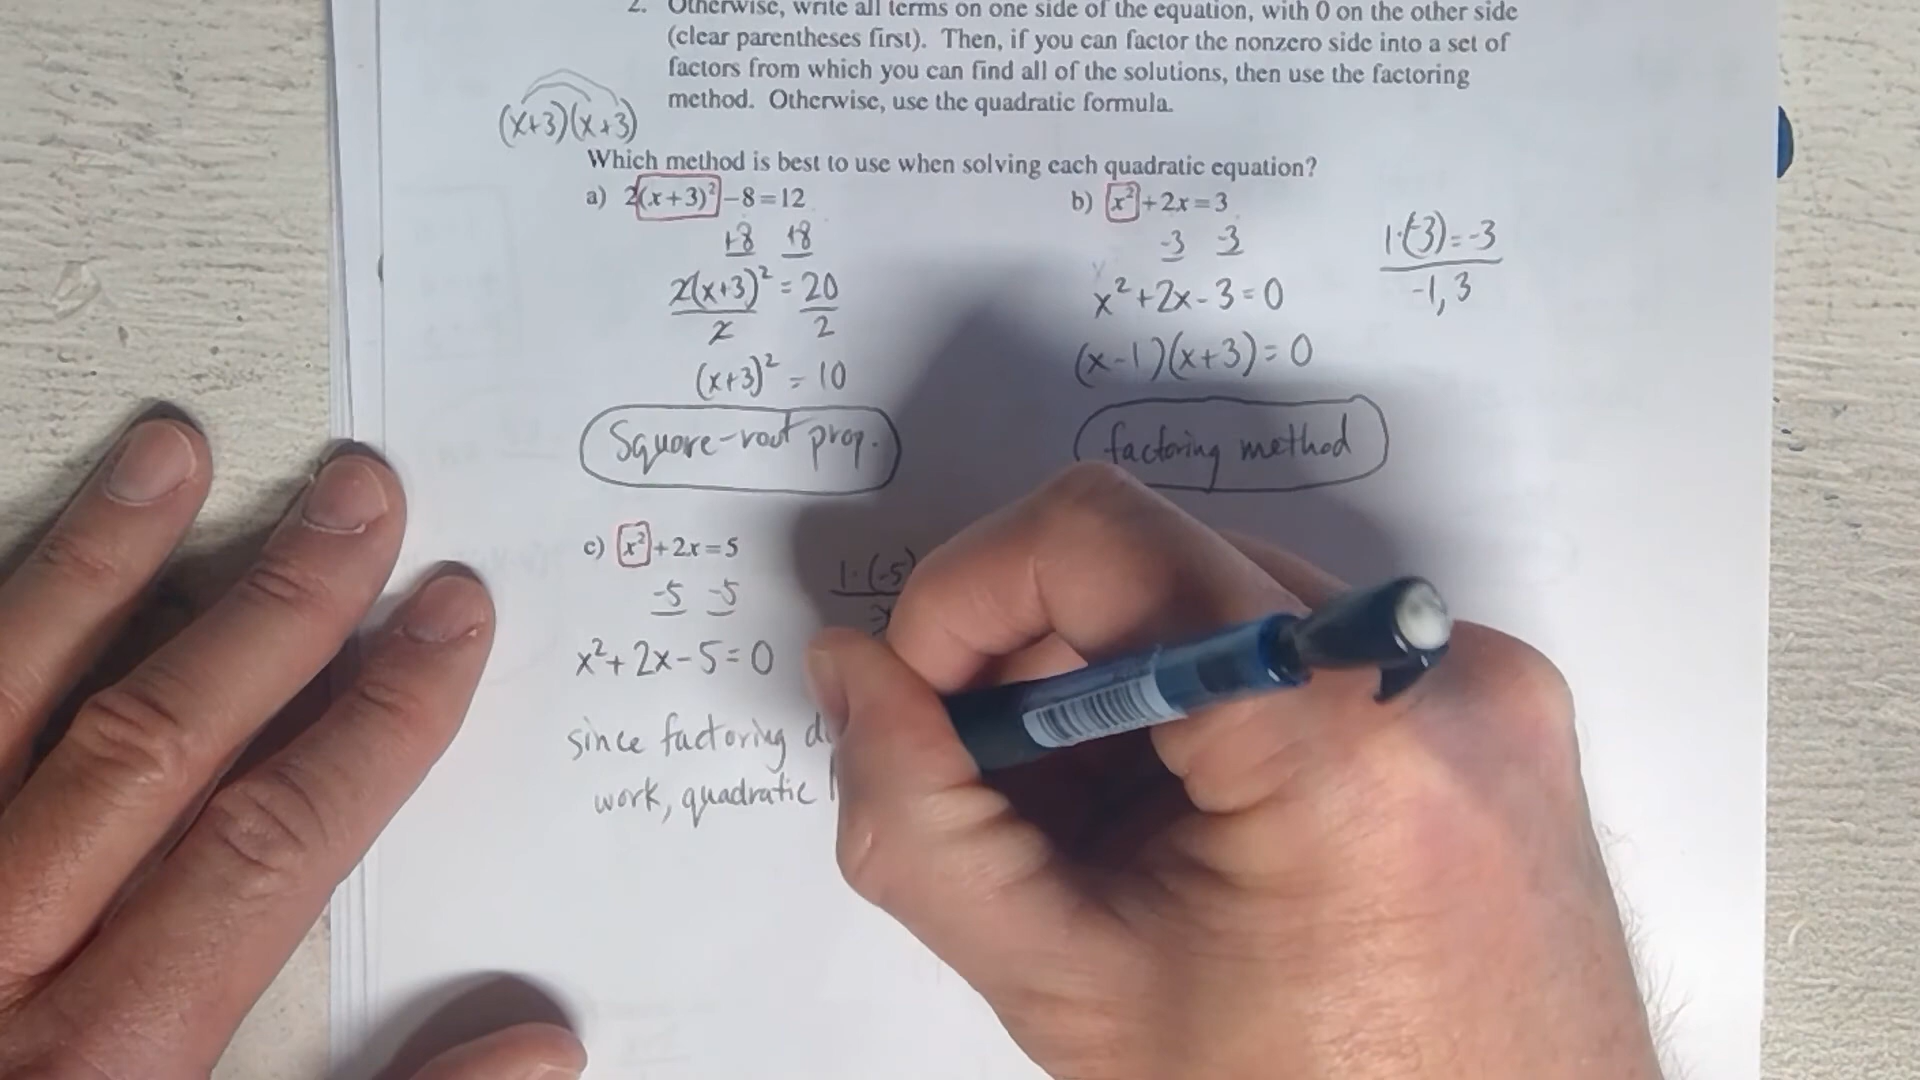 2. Otherwise, write all terms on one side of the equation, with 0 on the other side
(clear parentheses first). Then, if you can factor the nonzero side into a set of
factors from which you can find all of the solutions, then use the factoring
method. Otherwise, use the quadratic formula.
(x+3)(x+3)
Which method is best to use when solving each quadratic equation?
a) 2(x+3)²-8=12
+8 +8
2(x+3)² = 20
2 2
(x+3)² = 10
Square-root prop.
b) x²+2x=3
-3 -3
x²+2x-3=0
(x-1)(x+3)=0
1·(-3)=-3
-1, 3
factoring method
c) x²+2x=5
-5 -5
1·(-5)
x²+2x-5=0
since factoring
work, quadratic